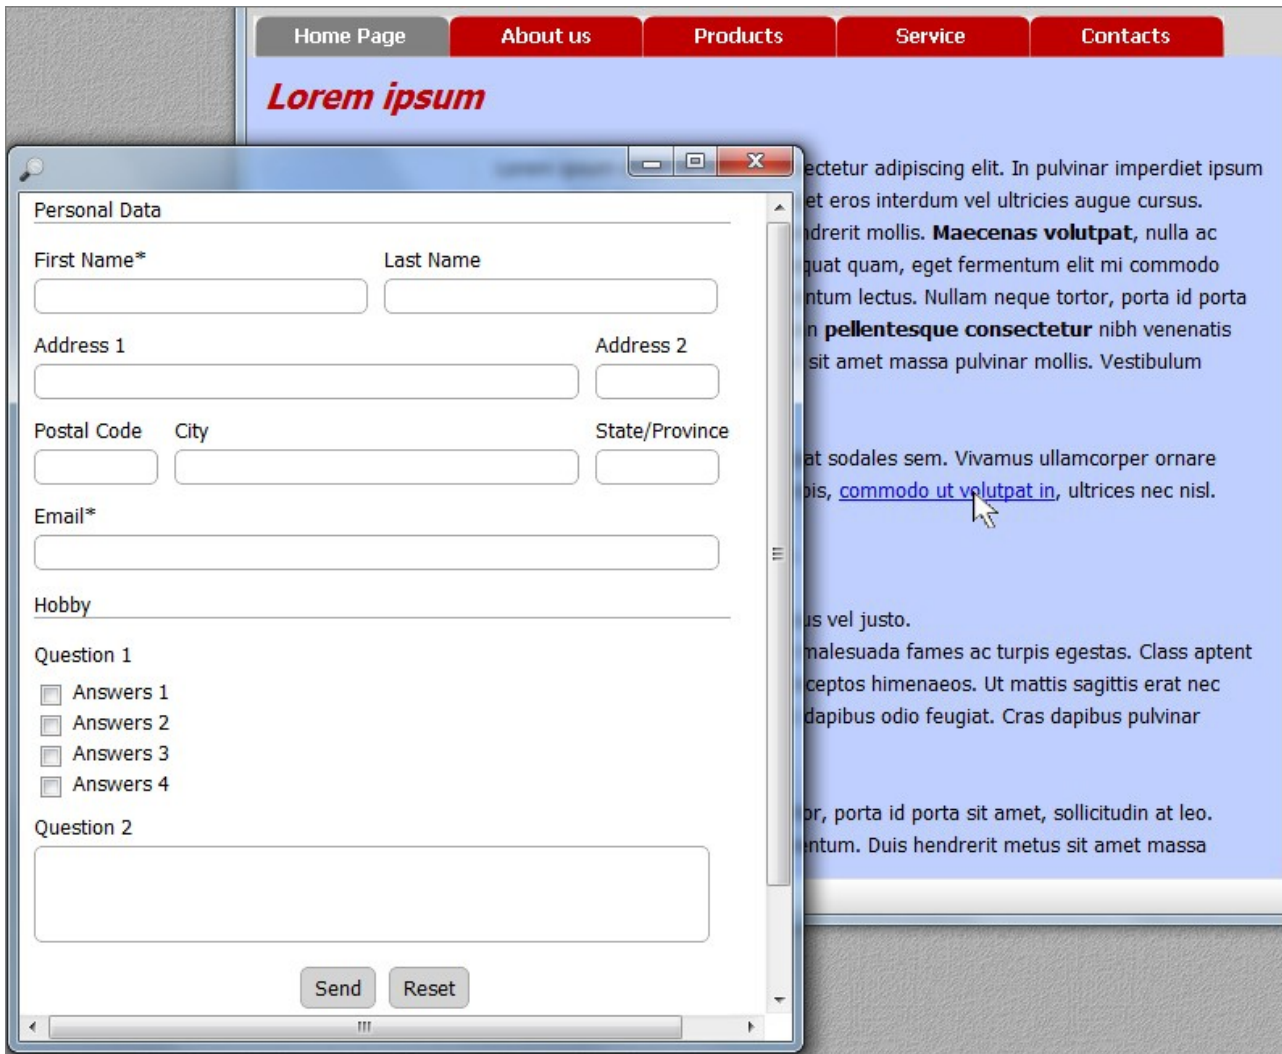 Home Page About us Products Service Contacts
Lorem ipsum
ectetur adipiscing elit. In pulvinar imperdiet ipsum
et eros interdum vel ultricies augue cursus.
ndrerit mollis. Maecenas volutpat, nulla ac
quat quam, eget fermentum elit mi commodo
ntum lectus. Nullam neque tortor, porta id porta
n pellentesque consectetur nibh venenatis
sit amet massa pulvinar mollis. Vestibulum
at sodales sem. Vivamus ullamcorper ornare
pis, commodo ut volutpat in, ultrices nec nisl.
us vel justo.
malesuada fames ac turpis egestas. Class aptent
ceptos himenaeos. Ut mattis sagittis erat nec
dapibus odio feugiat. Cras dapibus pulvinar
or, porta id porta sit amet, sollicitudin at leo.
entum. Duis hendrerit metus sit amet massa
Personal Data
First Name* Last Name
Address 1 Address 2
Postal Code City State/Province
Email*
Hobby
Question 1
Answers 1
Answers 2
Answers 3
Answers 4
Question 2
Send Reset